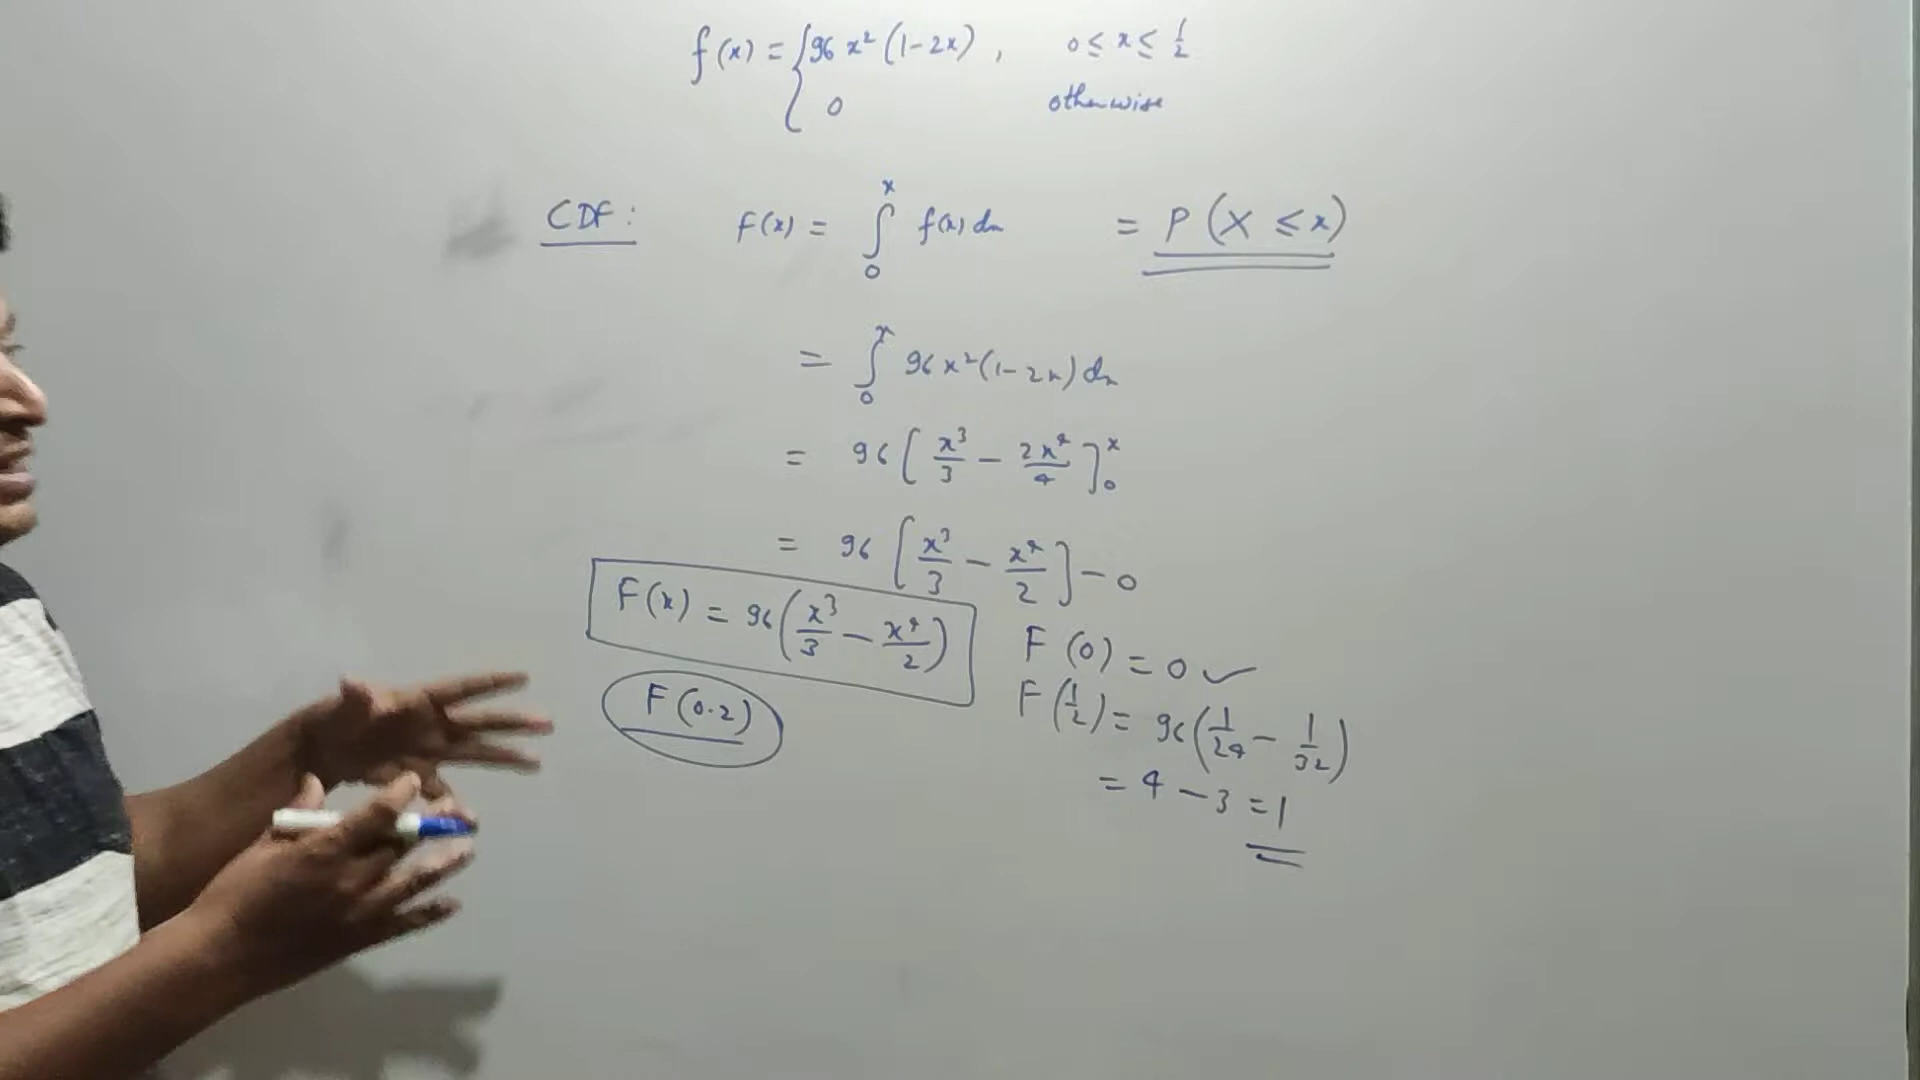 f(x) = { 96 x² (1-2x) , 0 ≤ x ≤ 1/2
0 otherwise
CDF: F(x) = ∫₀ˣ f(x) dx = P(X ≤ x)
= ∫₀ˣ 96 x² (1-2x) dx
= 96 [ x³/3 - 2x⁴/4 ]₀ˣ
= 96 [ x³/3 - x⁴/2 ] - 0
F(x) = 96 ( x³/3 - x⁴/2 )
F(0.2)
F(0) = 0 ✓
F(1/2) = 96 ( 1/24 - 1/32 )
= 4 - 3 = 1